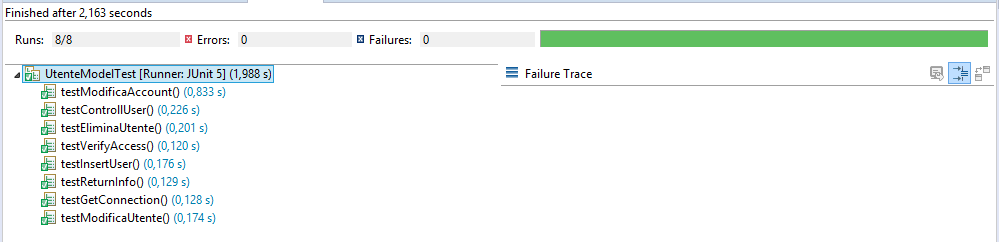 Finished after 2,163 seconds
Runs: 8/8 Errors: 0 Failures: 0
UtenteModelTest [Runner: JUnit 5] (1,988 s)
Failure Trace
testModificaAccount() (0,833 s)
testControllUser() (0,226 s)
testEliminaUtente() (0,201 s)
testVerifyAccess() (0,120 s)
testInsertUser() (0,176 s)
testReturnInfo() (0,129 s)
testGetConnection() (0,128 s)
testModificaUtente() (0,174 s)